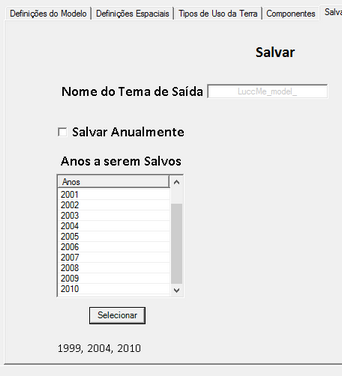 Definições do Modelo Definições Espaciais Tipos de Uso da Terra Componentes Salva
Salvar
Nome do Tema de Saída LuccMe_model_
Salvar Anualmente
Anos a serem Salvos
Anos
2001
2002
2003
2004
2005
2006
2007
2008
2009
2010
Selecionar
1999, 2004, 2010